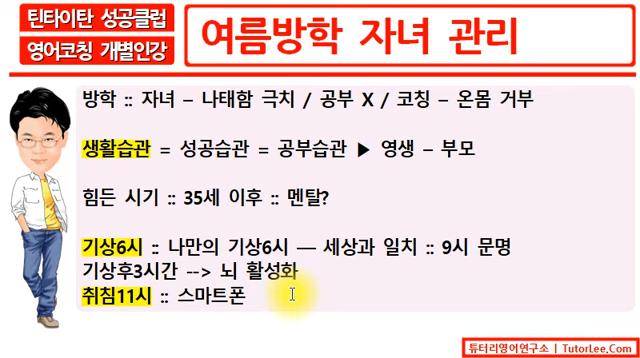 틴타이탄 성공클럽
영어코칭 개별인강
여름방학 자녀 관리
방학 :: 자녀 – 나태함 극치 / 공부 X / 코칭 – 온몸 거부
생활습관 = 성공습관 = 공부습관 ▶ 영생 – 부모
힘든 시기 :: 35세 이후 :: 멘탈?
기상6시 :: 나만의 기상6시 — 세상과 일치 :: 9시 문명
기상후3시간 --> 뇌 활성화
취침11시 :: 스마트폰
튜터리영어연구소 | TutorLee.Com